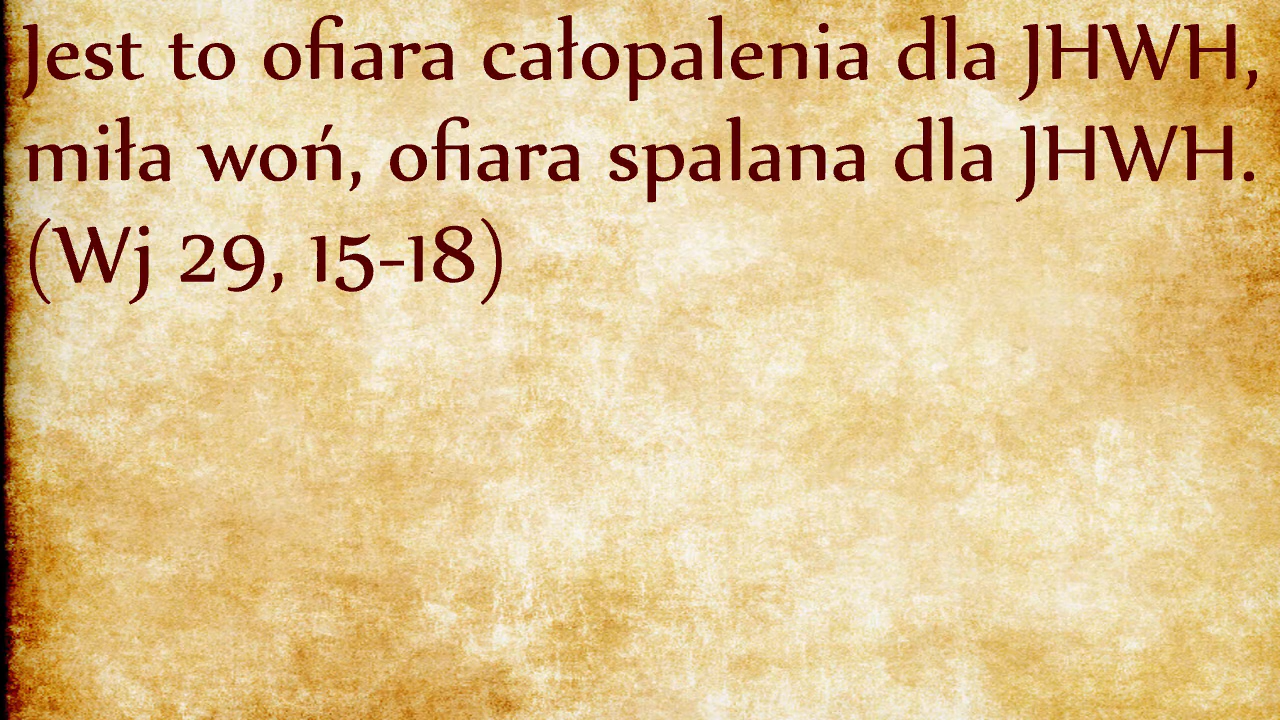 Jest to ofiara całopalenia dla JHWH,
miła woń, ofiara spalana dla JHWH.
(Wj 29, 15-18)